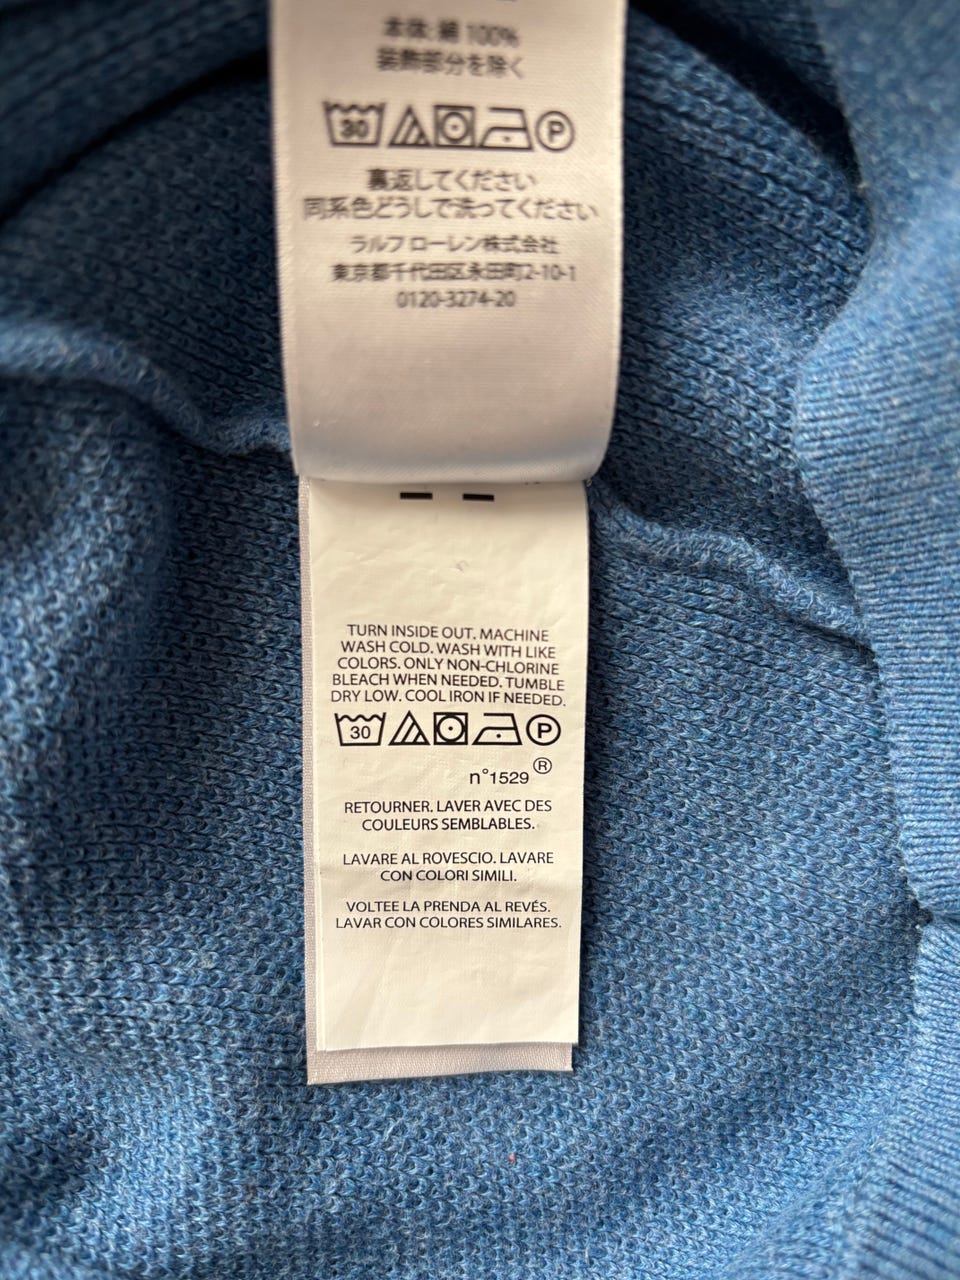 本体: 綿 100%
装飾部分を除く
30 P
裏返してください
同系色どうしで洗ってください
ラルフ ローレン株式会社
東京都千代田区永田町2-10-1
0120-3274-20
TURN INSIDE OUT. MACHINE
WASH COLD. WASH WITH LIKE
COLORS. ONLY NON-CHLORINE
BLEACH WHEN NEEDED. TUMBLE
DRY LOW. COOL IRON IF NEEDED.
30 P
n°1529 ®
RETOURNER. LAVER AVEC DES
COULEURS SEMBLABLES.
LAVARE AL ROVESCIO. LAVARE
CON COLORI SIMILI.
VOLTEE LA PRENDA AL REVÉS.
LAVAR CON COLORES SIMILARES.